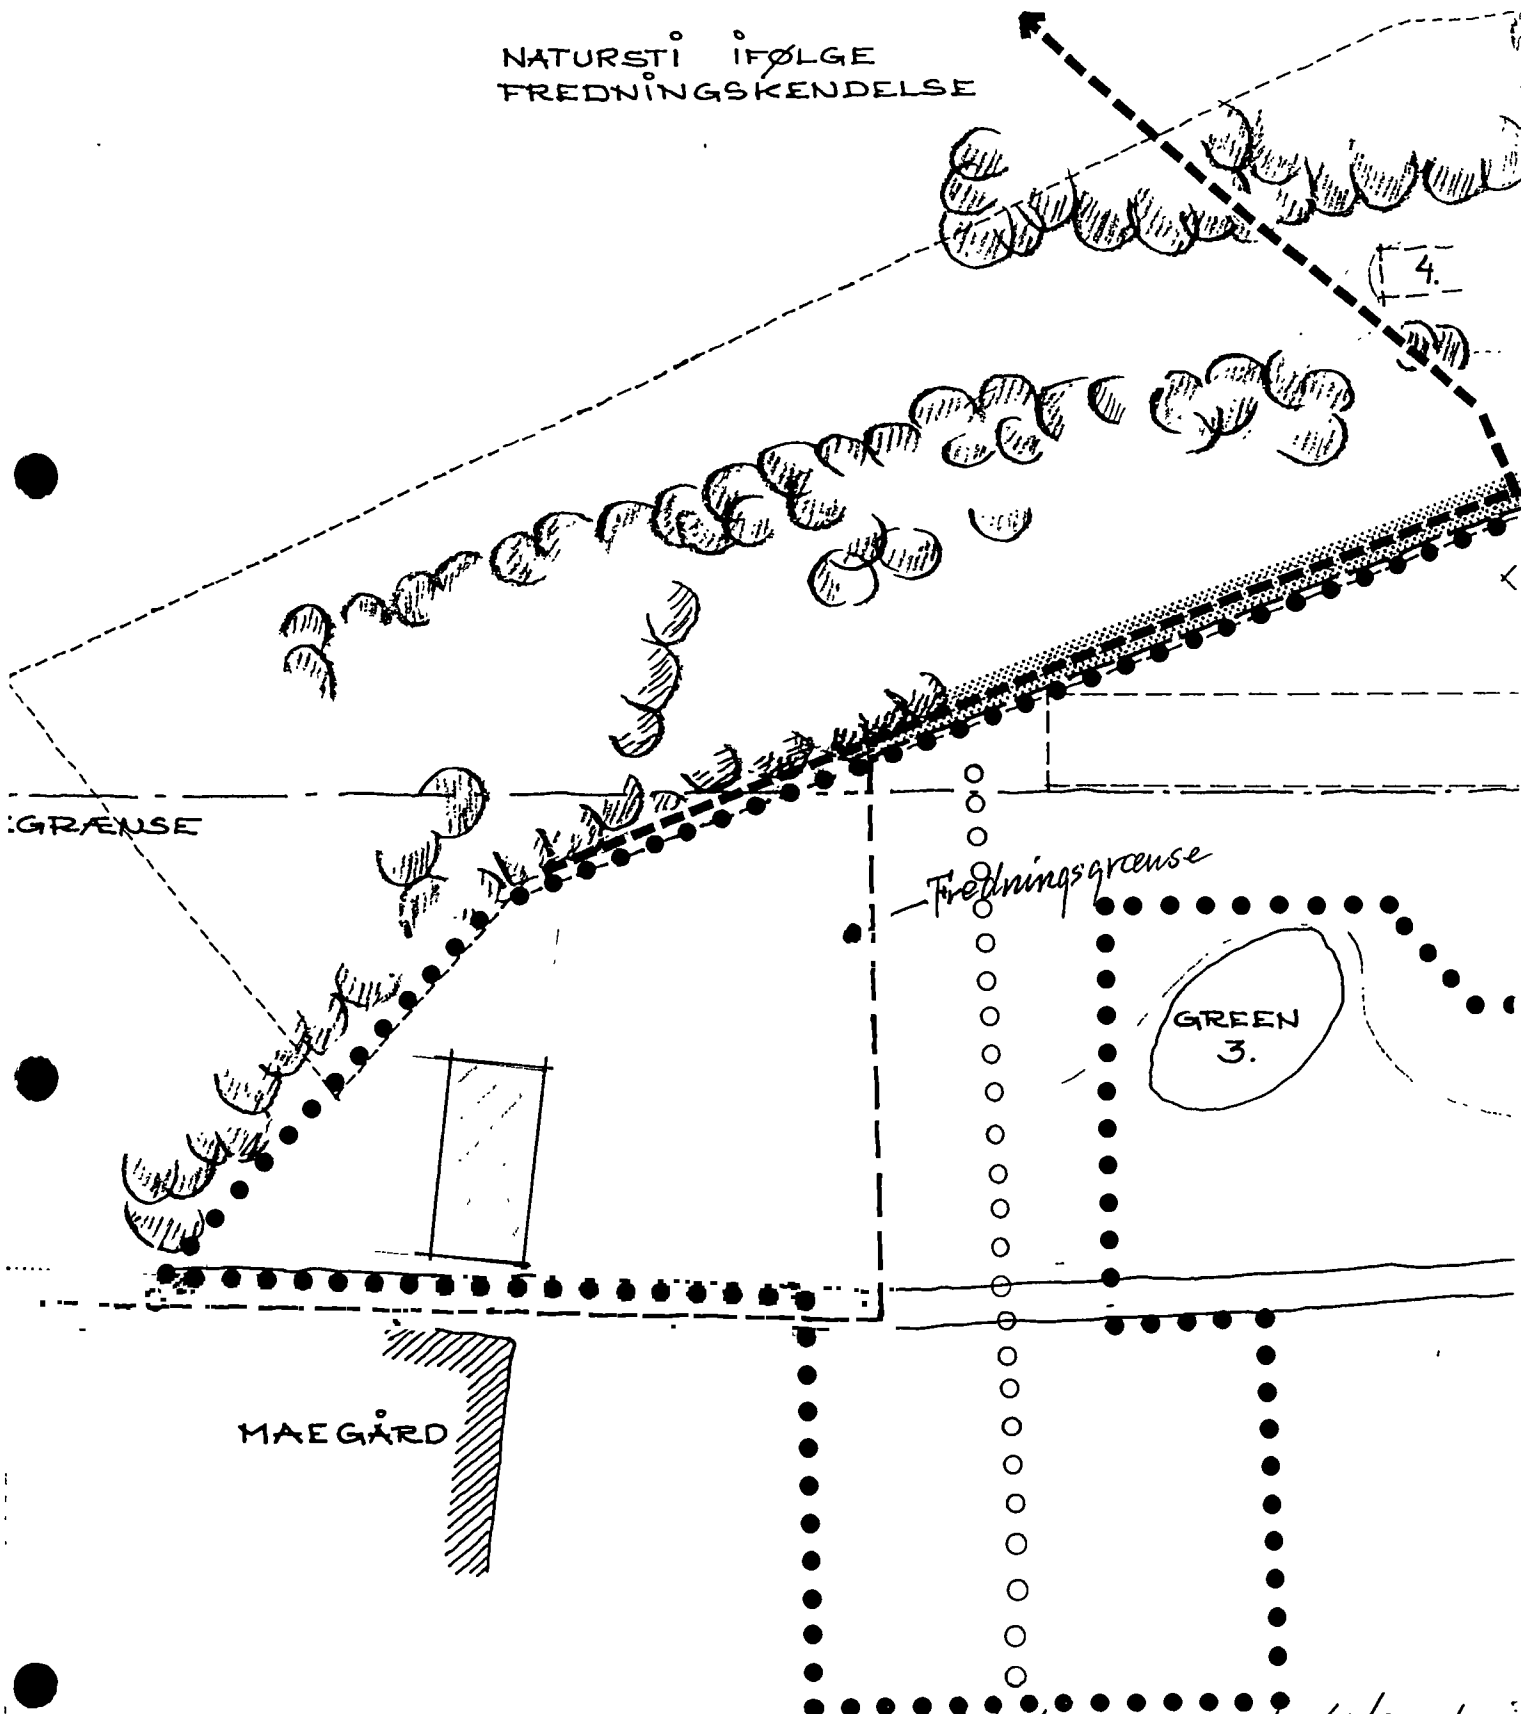 NATURSTI IFØLGE
FREDNINGSKENDELSE
4.
GRÆNSE
Fredningsgrænse
GREEN
3.
MAEGÅRD